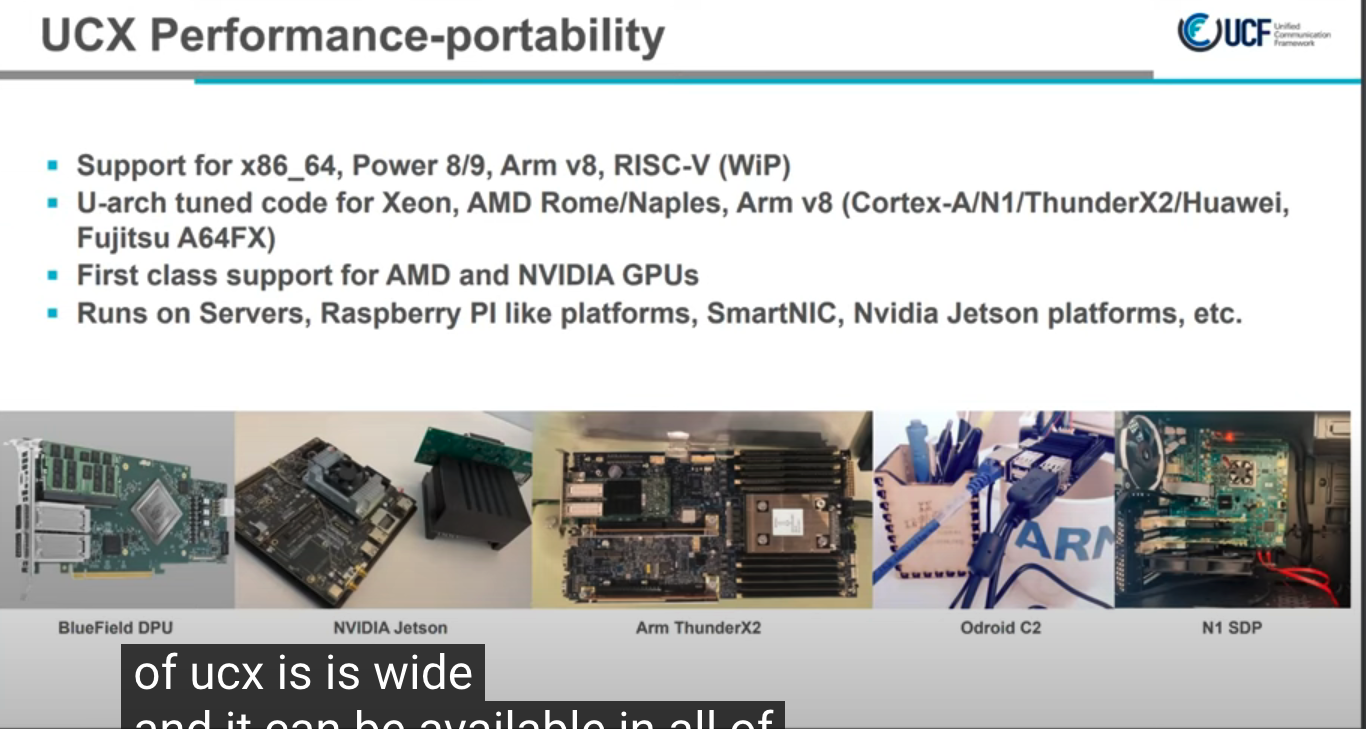 UCX Performance-portability
UCF Unified
Communication
Framework
Support for x86_64, Power 8/9, Arm v8, RISC-V (WiP)
U-arch tuned code for Xeon, AMD Rome/Naples, Arm v8 (Cortex-A/N1/ThunderX2/Huawei,
Fujitsu A64FX)
First class support for AMD and NVIDIA GPUs
Runs on Servers, Raspberry PI like platforms, SmartNIC, Nvidia Jetson platforms, etc.
ARM
BlueField DPU
NVIDIA Jetson
Arm ThunderX2
Odroid C2
N1 SDP
of ucx is is wide
and it can be available in all of